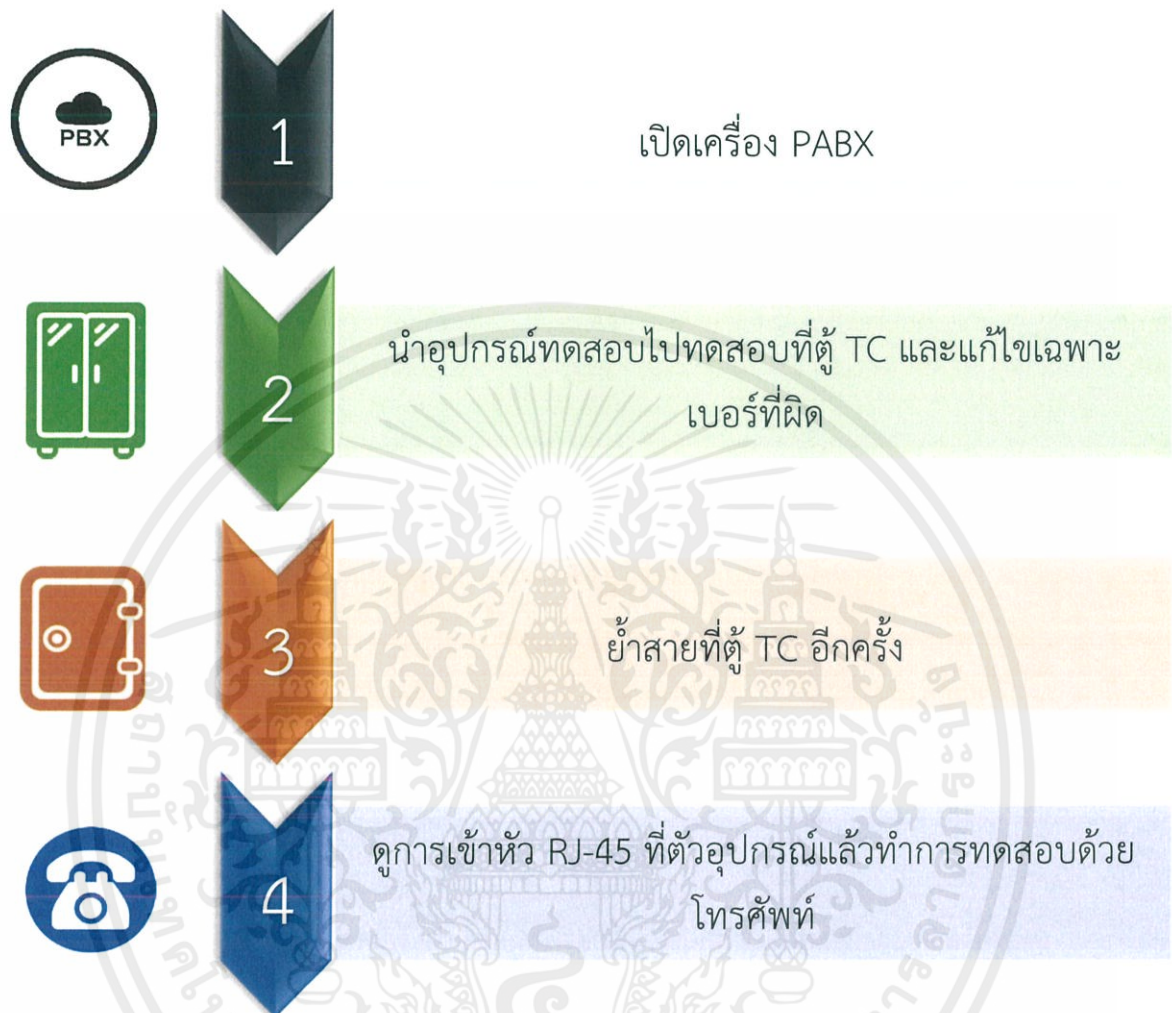 PBX
1
เปิดเครื่อง PABX
2
นำอุปกรณ์ทดสอบไปทดสอบที่ตู้ TC และแก้ไขเฉพาะ
เบอร์ที่ผิด
3
ย้ำสายที่ตู้ TC อีกครั้ง
4
ดูการเข้าหัว RJ-45 ที่ตัวอุปกรณ์แล้วทำการทดสอบด้วย
โทรศัพท์